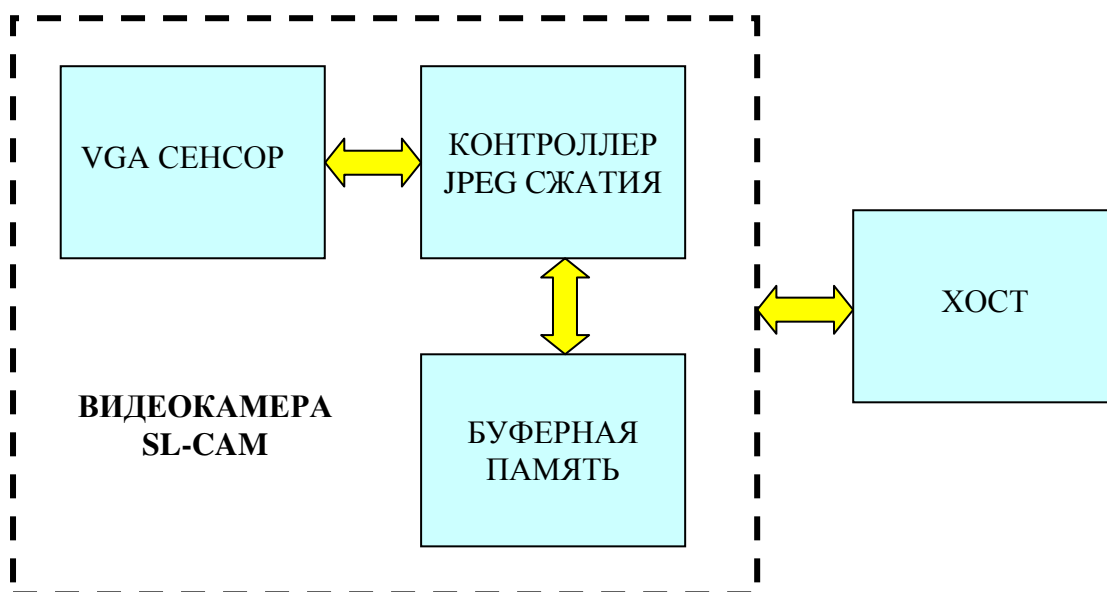 VGA СЕНСОР
КОНТРОЛЛЕР
JPEG СЖАТИЯ
ХОСТ
ВИДЕОКАМЕРА
SL-CAM
БУФЕРНАЯ
ПАМЯТЬ